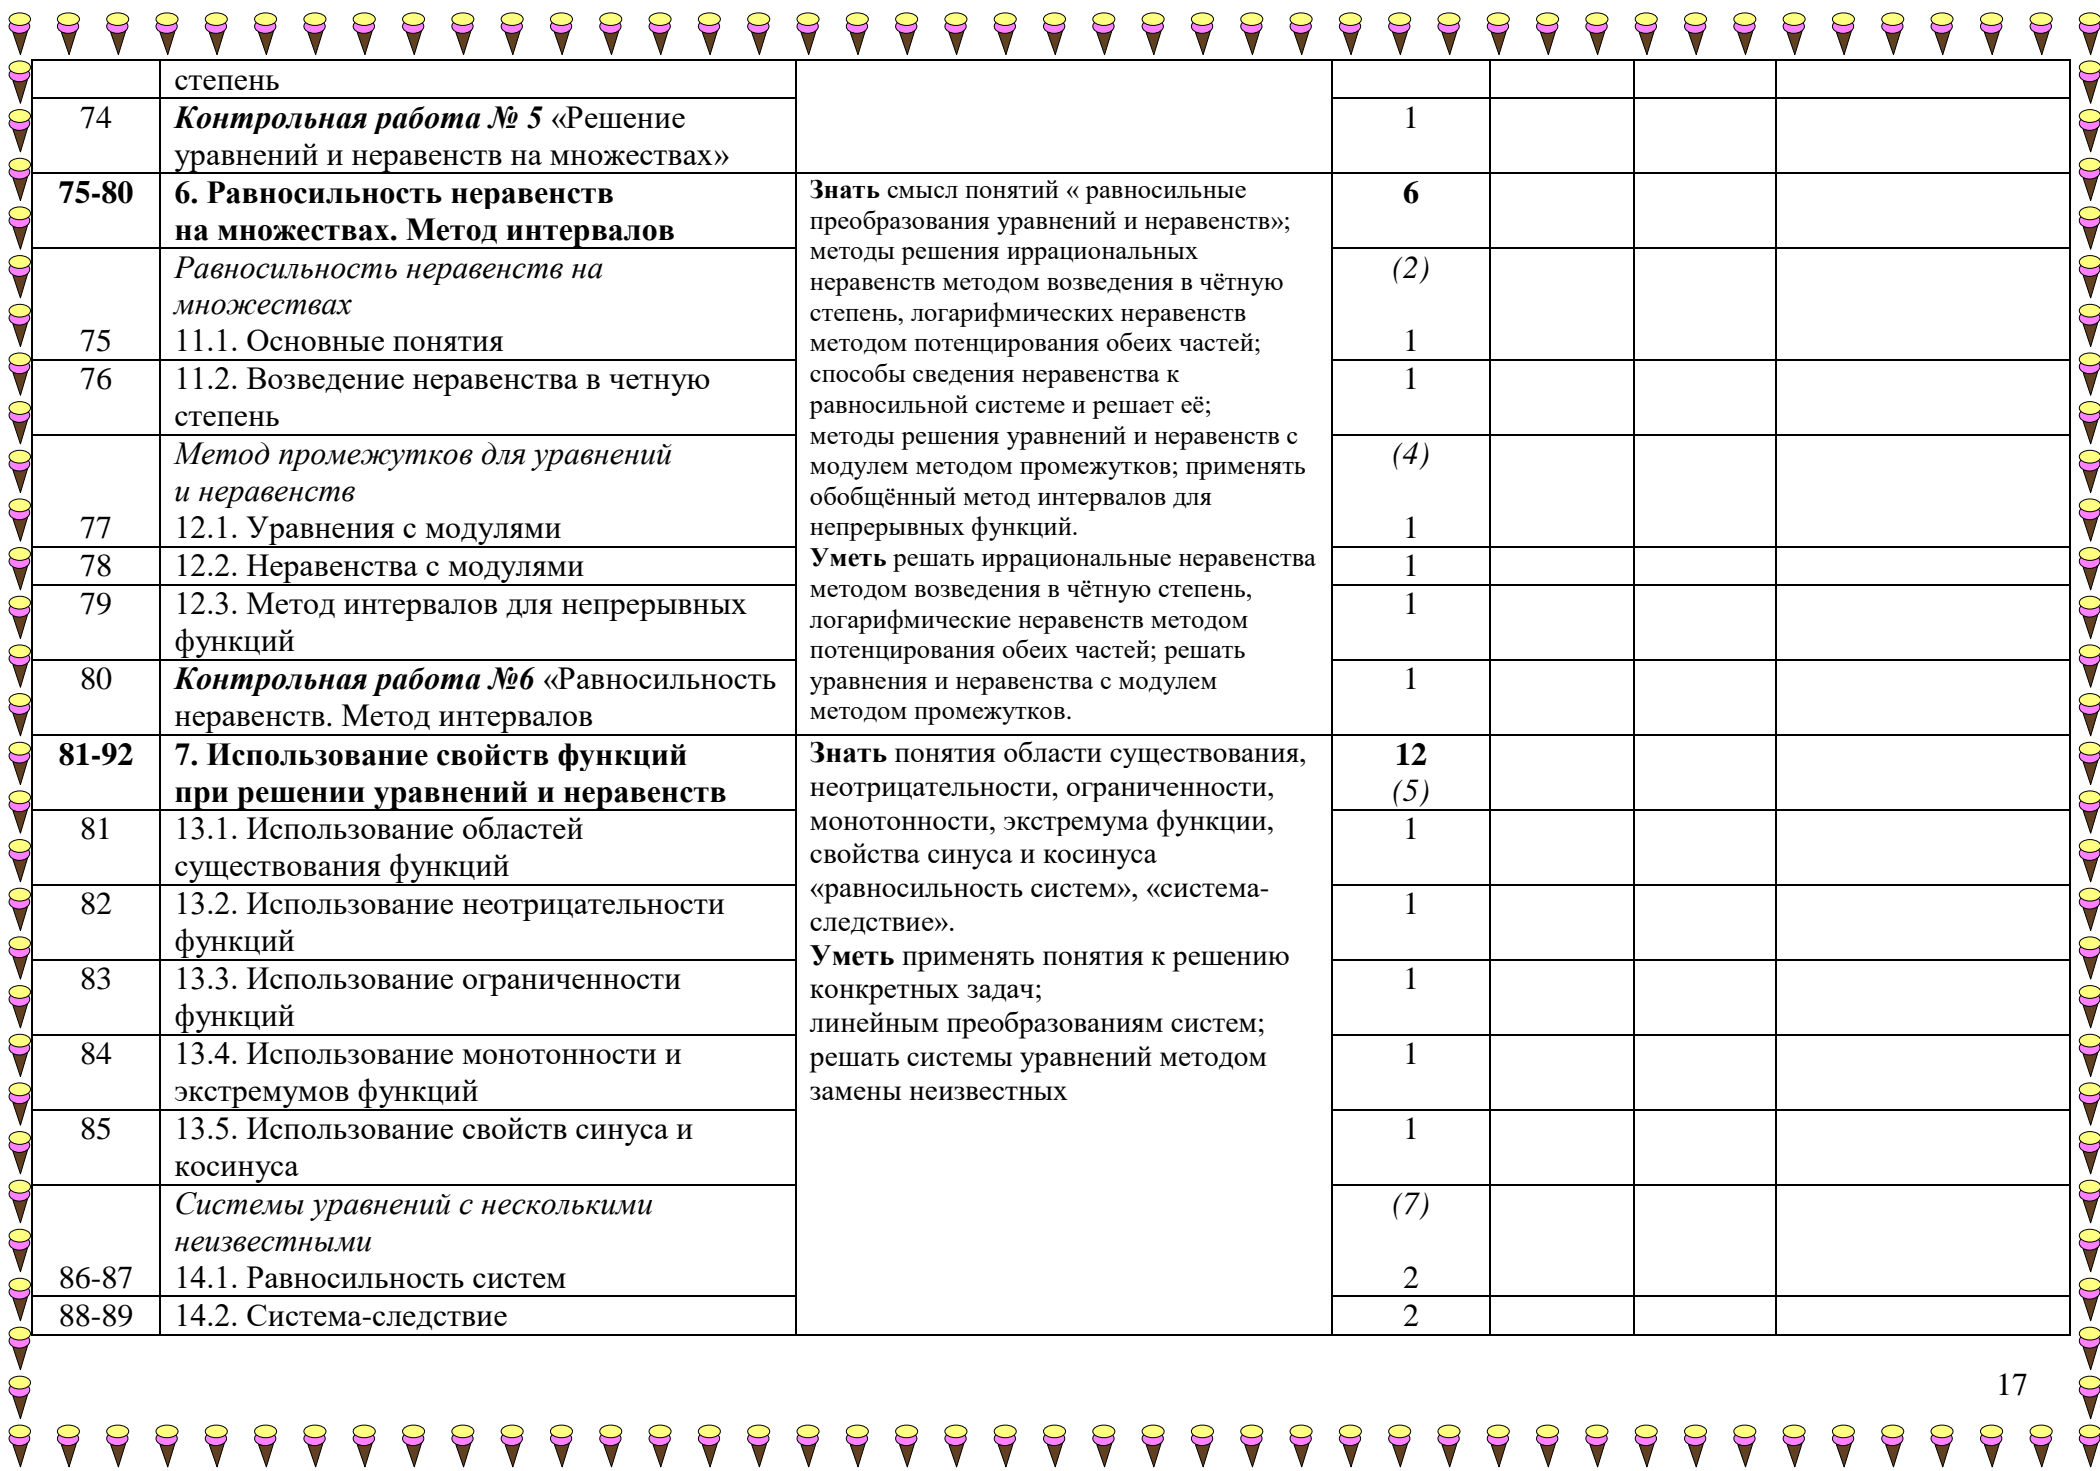 степень
74 Контрольная работа № 5 «Решение 1
уравнений и неравенств на множествах»
75-80 6. Равносильность неравенств 6
на множествах. Метод интервалов
Равносильность неравенств на (2)
множествах
75 11.1. Основные понятия 1
76 11.2. Возведение неравенства в четную 1
степень
Метод промежутков для уравнений (4)
и неравенств
77 12.1. Уравнения с модулями 1
78 12.2. Неравенства с модулями 1
79 12.3. Метод интервалов для непрерывных 1
функций
80 Контрольная работа №6 «Равносильность 1
неравенств. Метод интервалов
Знать смысл понятий « равносильные
преобразования уравнений и неравенств»;
методы решения иррациональных
неравенств методом возведения в чётную
степень, логарифмических неравенств
методом потенцирования обеих частей;
способы сведения неравенства к
равносильной системе и решает её;
методы решения уравнений и неравенств с
модулем методом промежутков; применять
обобщённый метод интервалов для
непрерывных функций.
Уметь решать иррациональные неравенства
методом возведения в чётную степень,
логарифмические неравенств методом
потенцирования обеих частей; решать
уравнения и неравенства с модулем
методом промежутков.
81-92 7. Использование свойств функций 12
при решении уравнений и неравенств (5)
81 13.1. Использование областей 1
существования функций
82 13.2. Использование неотрицательности 1
функций
83 13.3. Использование ограниченности 1
функций
84 13.4. Использование монотонности и 1
экстремумов функций
85 13.5. Использование свойств синуса и 1
косинуса
Системы уравнений с несколькими (7)
неизвестными
86-87 14.1. Равносильность систем 2
88-89 14.2. Система-следствие 2
Знать понятия области существования,
неотрицательности, ограниченности,
монотонности, экстремума функции,
свойства синуса и косинуса
«равносильность систем», «система-
следствие».
Уметь применять понятия к решению
конкретных задач;
линейным преобразованиям систем;
решать системы уравнений методом
замены неизвестных
17